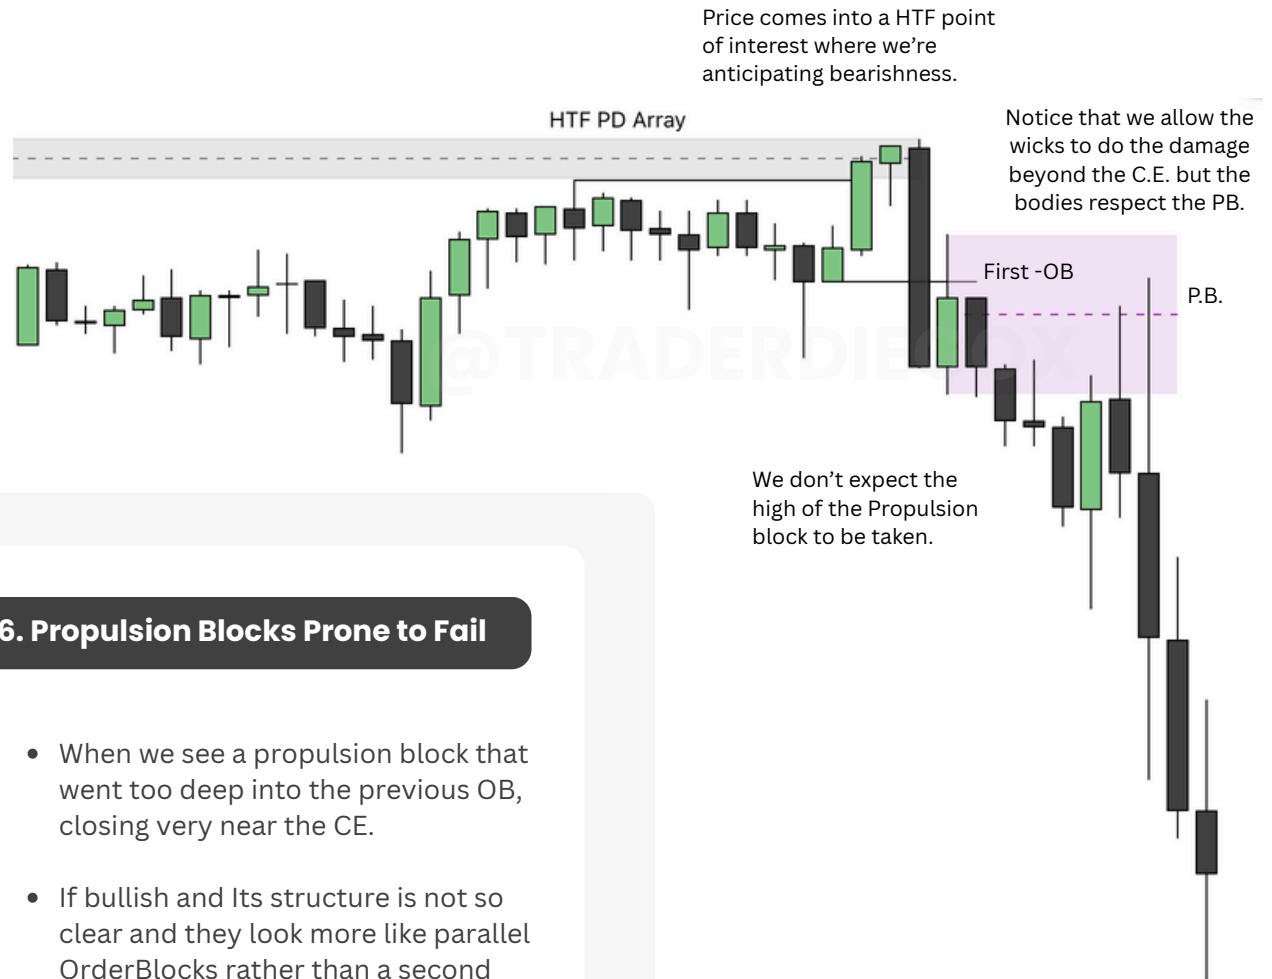 Price comes into a HTF point
of interest where we’re
anticipating bearishness.
HTF PD Array
Notice that we allow the
wicks to do the damage
beyond the C.E. but the
bodies respect the PB.
First -OB
P.B.
@TRADERDIEGOX
We don’t expect the
high of the Propulsion
block to be taken.
6. Propulsion Blocks Prone to Fail
When we see a propulsion block that
went too deep into the previous OB,
closing very near the CE.
If bullish and Its structure is not so
clear and they look more like parallel
OrderBlocks rather than a second